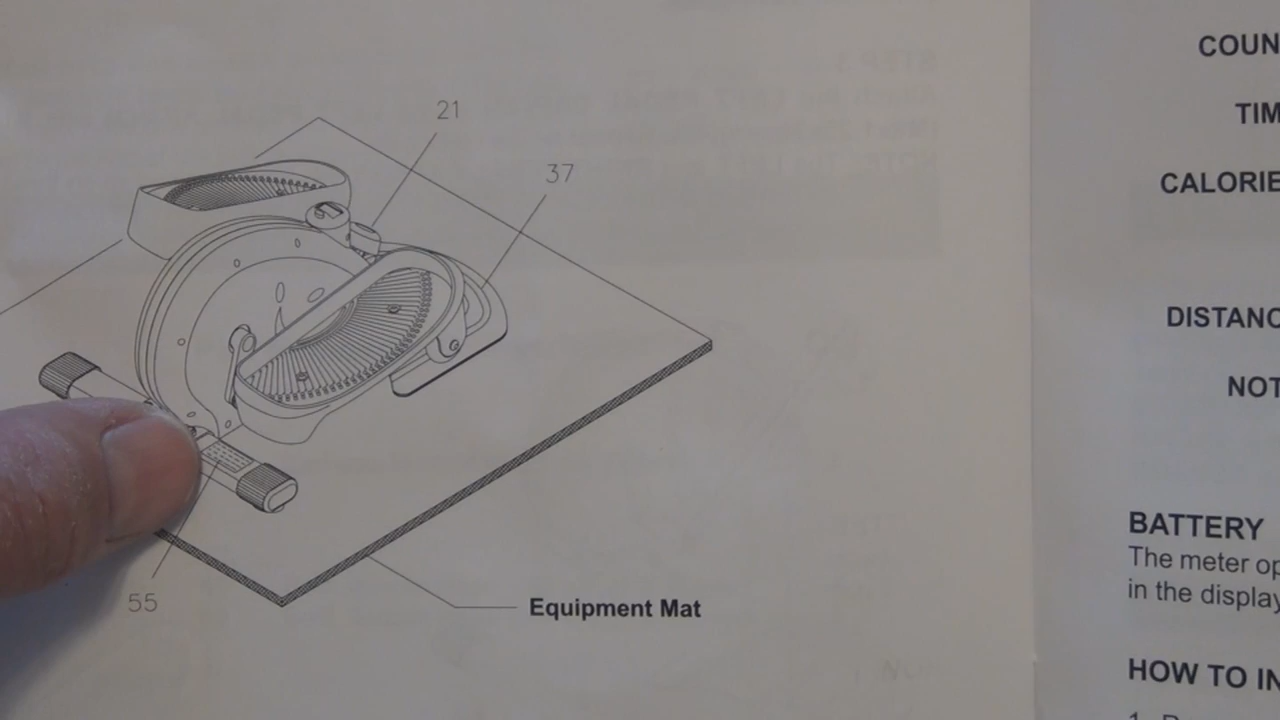 21
37
55
Equipment Mat
COUN
TIM
CALORIE
DISTANC
NOT
BATTERY
The meter op
in the display
HOW TO IN